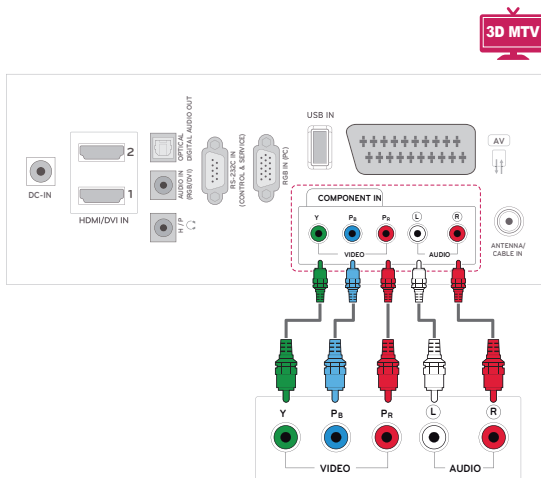 3D MTV
USB IN
AV
OPTICAL
DIGITAL AUDIO OUT
2
AUDIO IN
(RGB/DVI)
RS-232C IN
(CONTROL & SERVICE)
RGB IN (PC)
DC-IN
1
HDMI/DVI IN
H / P
COMPONENT IN
Y PB PR L R
VIDEO AUDIO
ANTENNA/
CABLE IN
Y PB PR L R
VIDEO AUDIO